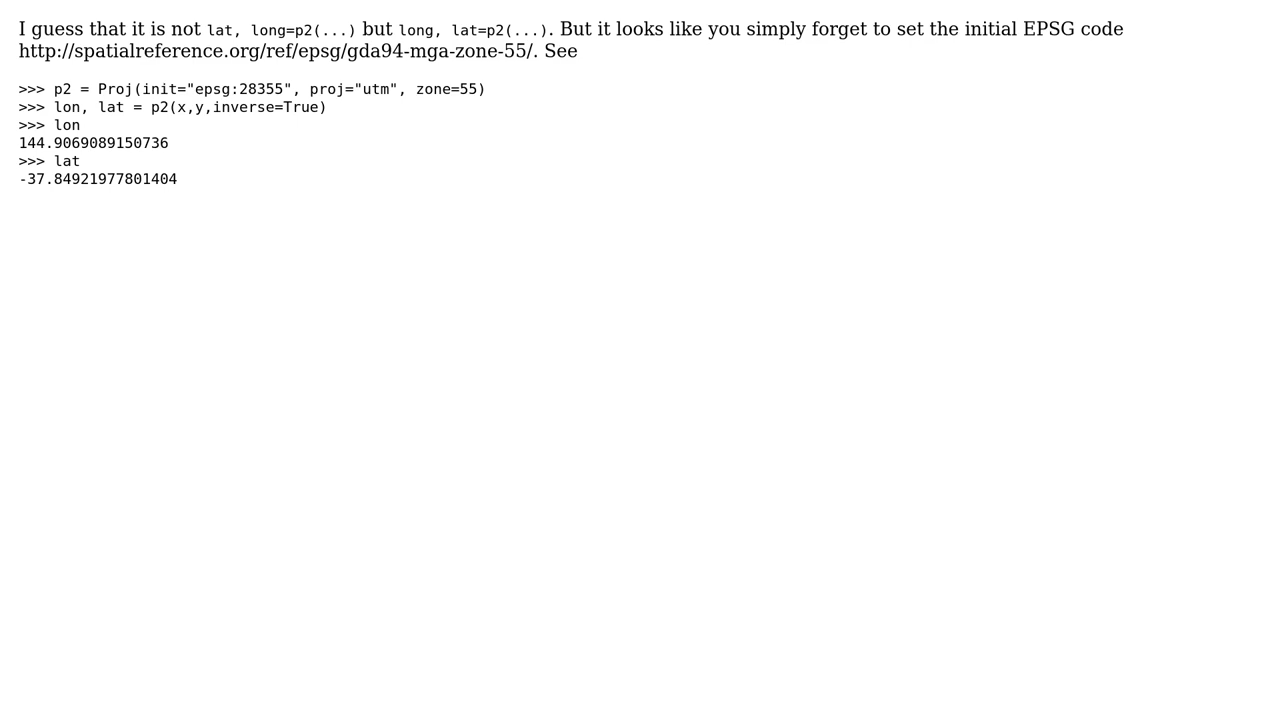 I guess that it is not lat, long=p2(...) but long, lat=p2(...). But it looks like you simply forget to set the initial EPSG code
http://spatialreference.org/ref/epsg/gda94-mga-zone-55/. See
>>> p2 = Proj(init="epsg:28355", proj="utm", zone=55)
>>> lon, lat = p2(x,y,inverse=True)
>>> lon
144.9069089150736
>>> lat
-37.84921977801404